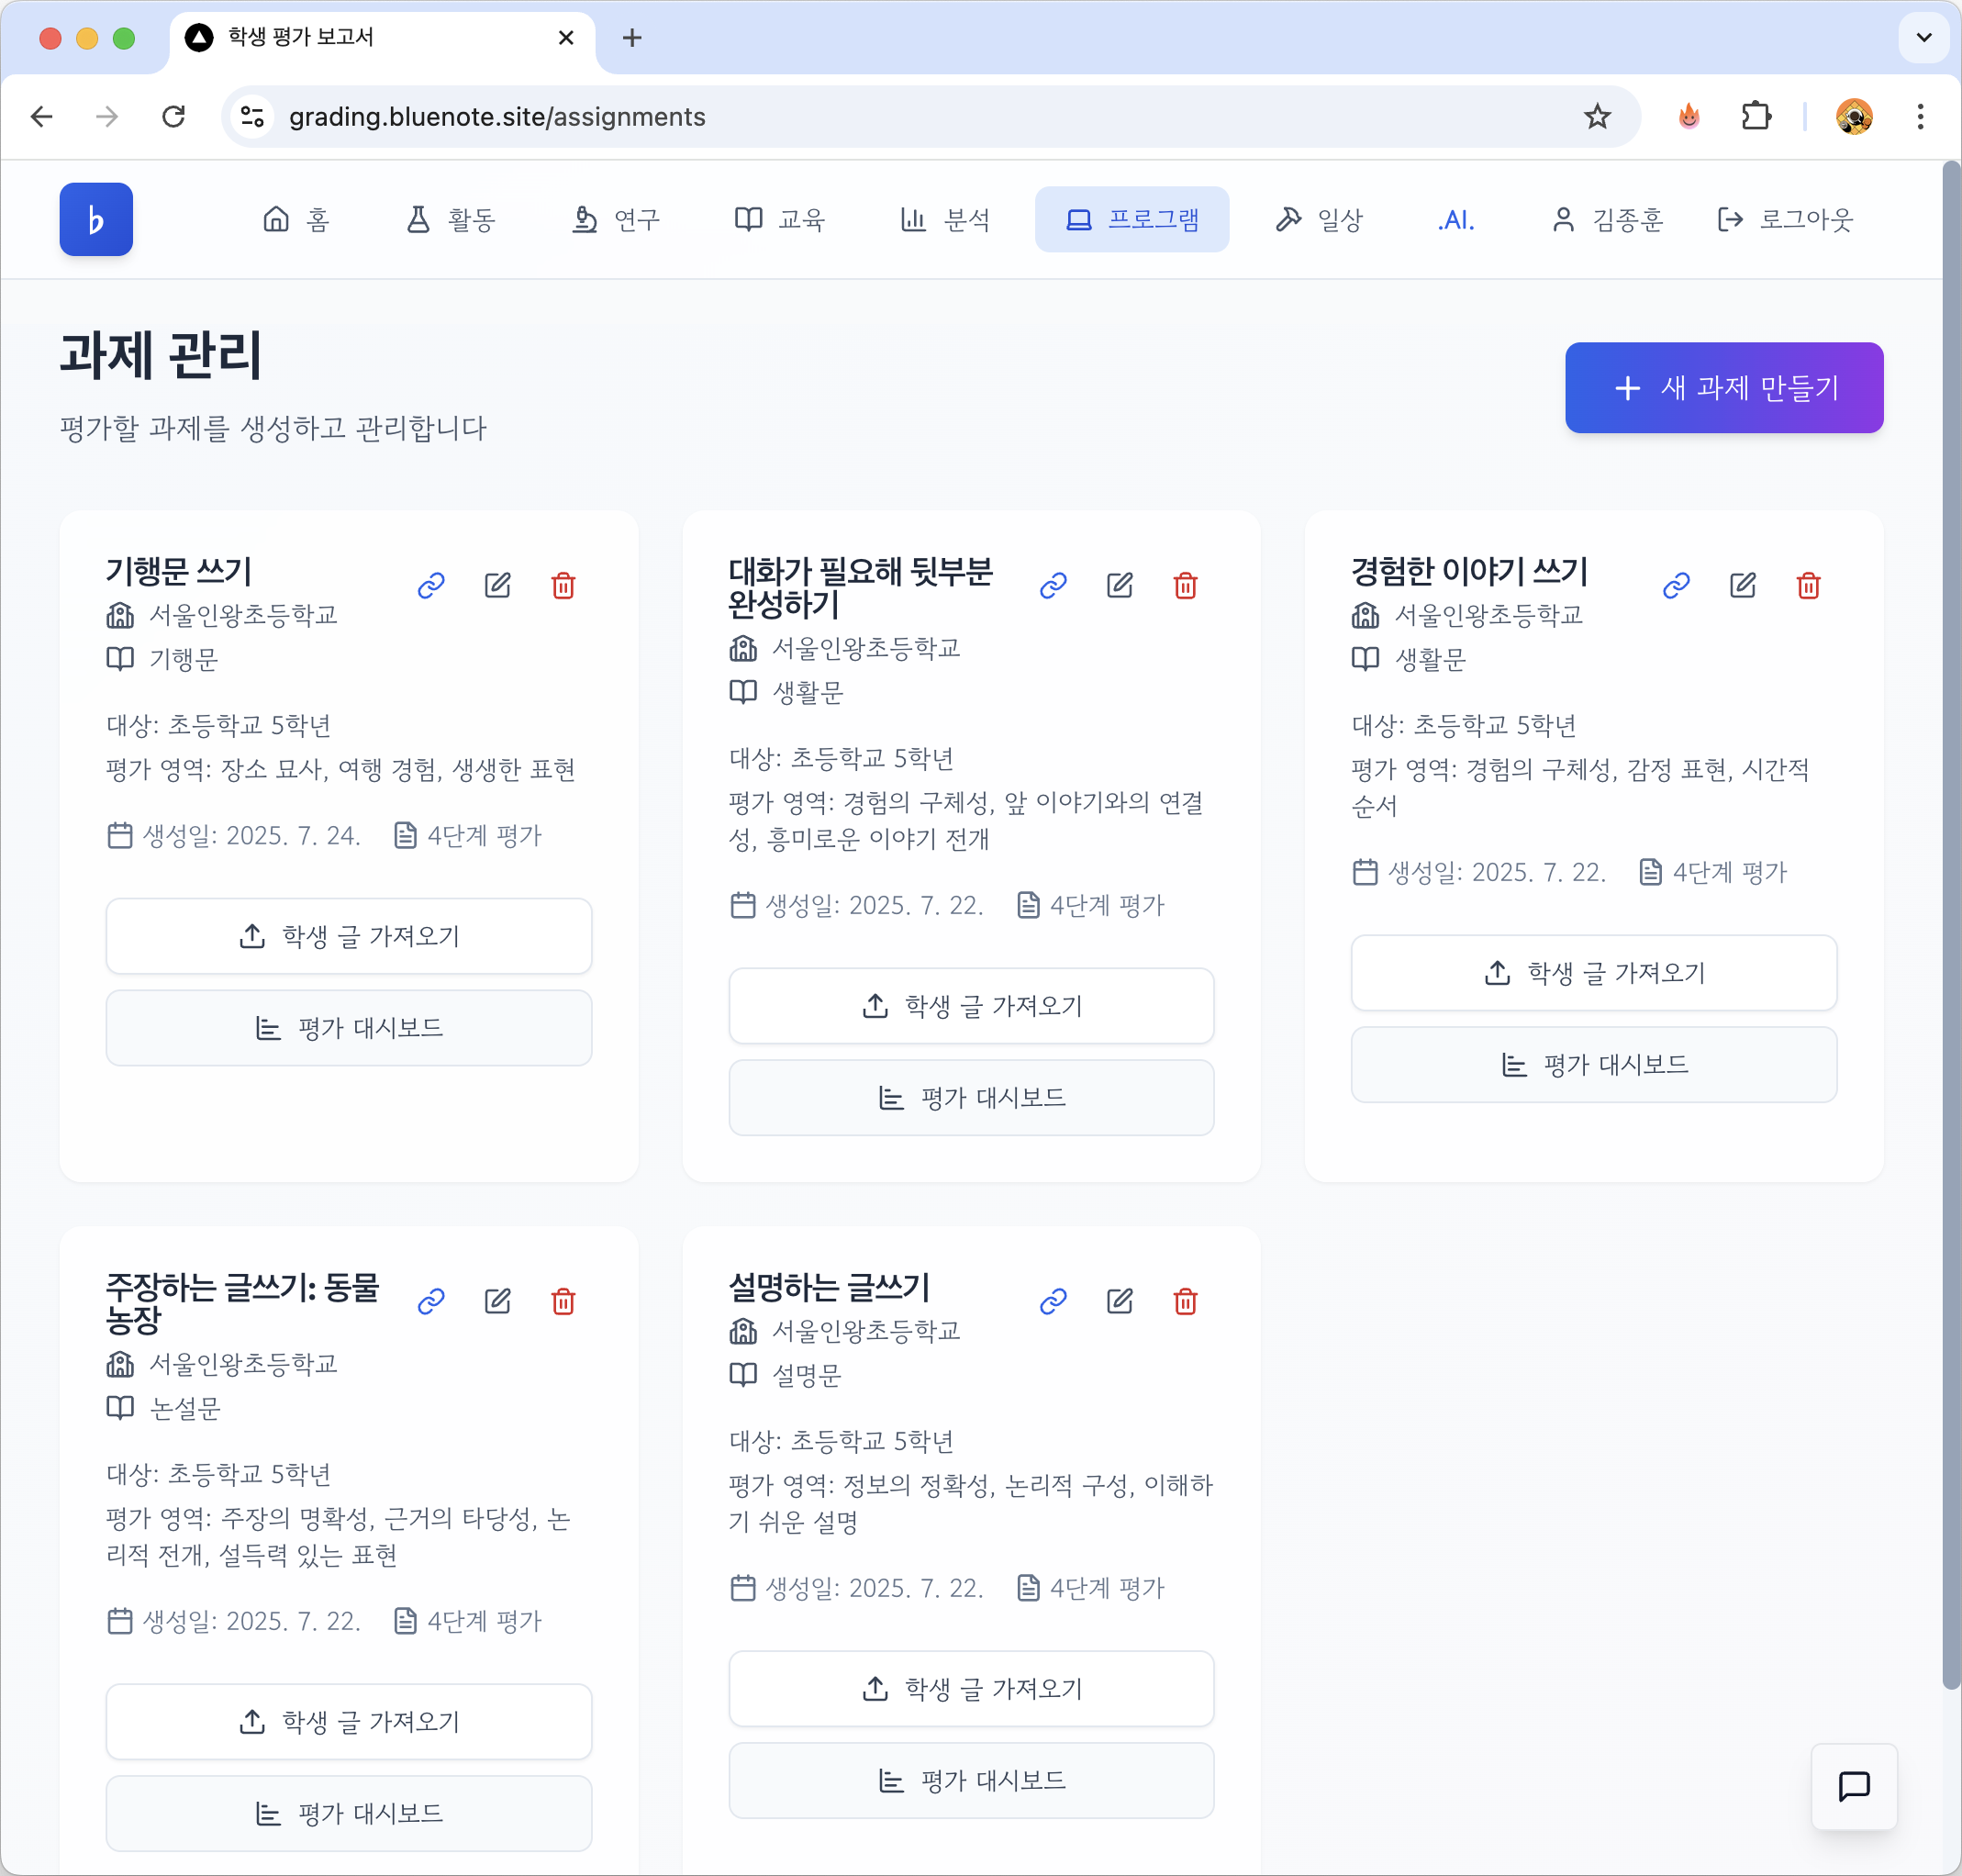 학생 평가 보고서
grading.bluenote.site/assignments
♭ 홈 활동 연구 교육 분석 프로그램 일상 .AI. 김종훈 로그아웃
과제 관리
평가할 과제를 생성하고 관리합니다
새 과제 만들기
기행문 쓰기
서울인왕초등학교
기행문
대상: 초등학교 5학년
평가 영역: 장소 묘사, 여행 경험, 생생한 표현
생성일: 2025. 7. 24. 4단계 평가
학생 글 가져오기
평가 대시보드
대화가 필요해 뒷부분
완성하기
서울인왕초등학교
생활문
대상: 초등학교 5학년
평가 영역: 경험의 구체성, 앞 이야기와의 연결
성, 흥미로운 이야기 전개
생성일: 2025. 7. 22. 4단계 평가
학생 글 가져오기
평가 대시보드
경험한 이야기 쓰기
서울인왕초등학교
생활문
대상: 초등학교 5학년
평가 영역: 경험의 구체성, 감정 표현, 시간적
순서
생성일: 2025. 7. 22. 4단계 평가
학생 글 가져오기
평가 대시보드
주장하는 글쓰기: 동물
농장
서울인왕초등학교
논설문
대상: 초등학교 5학년
평가 영역: 주장의 명확성, 근거의 타당성, 논
리적 전개, 설득력 있는 표현
생성일: 2025. 7. 22. 4단계 평가
학생 글 가져오기
평가 대시보드
설명하는 글쓰기
서울인왕초등학교
설명문
대상: 초등학교 5학년
평가 영역: 정보의 정확성, 논리적 구성, 이해하
기 쉬운 설명
생성일: 2025. 7. 22. 4단계 평가
학생 글 가져오기
평가 대시보드